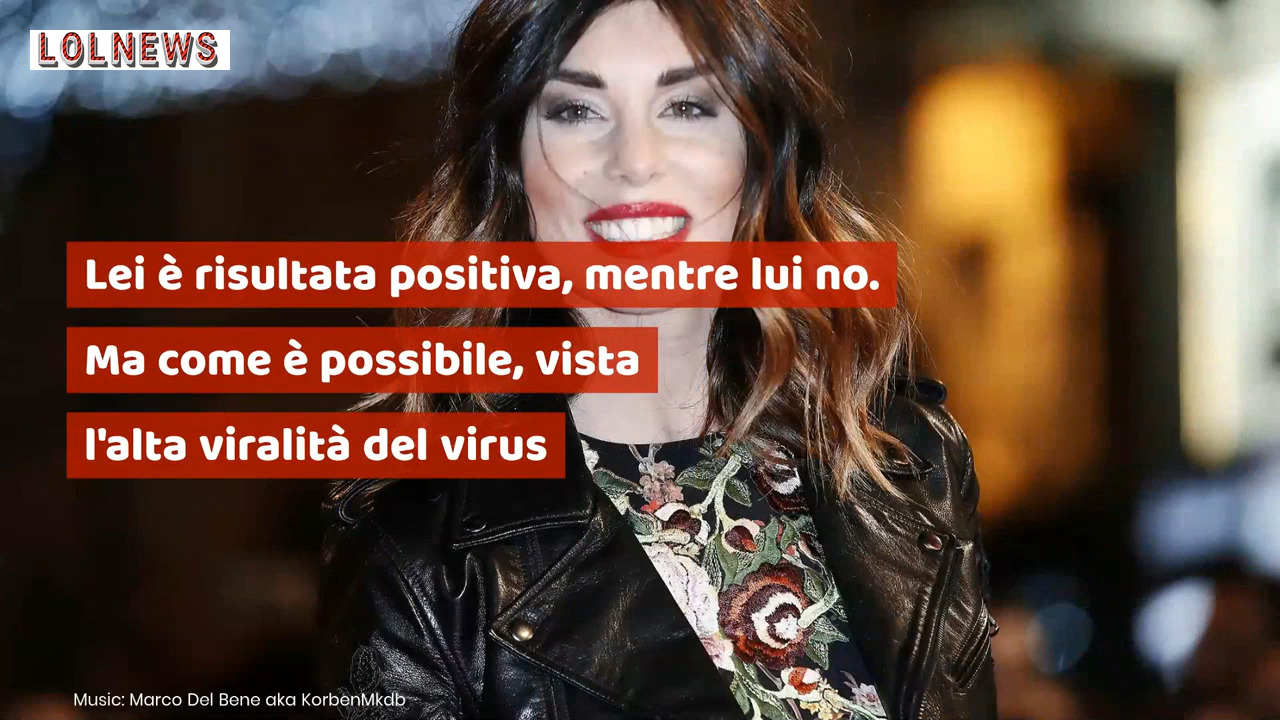 LOLNEWS
Lei è risultata positiva, mentre lui no.
Ma come è possibile, vista
l'alta viralità del virus
Music: Marco Del Bene aka KorbenMkdb